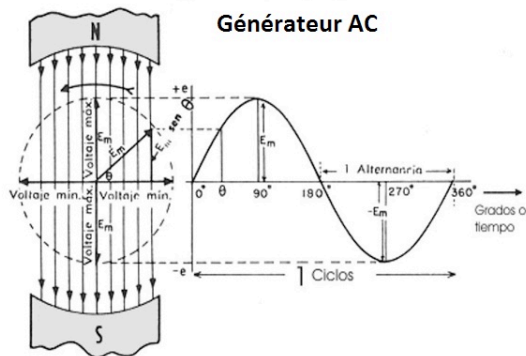 Générateur AC
N
+e
Voltaje máx.
Em
Em
Em sen θ
θ
Em
1 Alternancia
Voltaje min.
Voltaje min.
0°
θ
90°
180°
270°
360°
Grados o
tiempo
Voltaje máx.
Em
-Em
-e
1 Ciclos
S